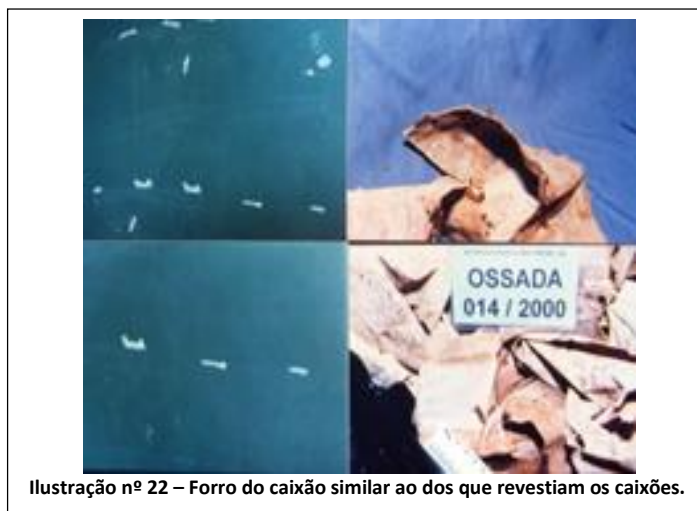 OSSADA
014 / 2000
Ilustração nº 22 – Forro do caixão similar ao dos que revestiam os caixões.